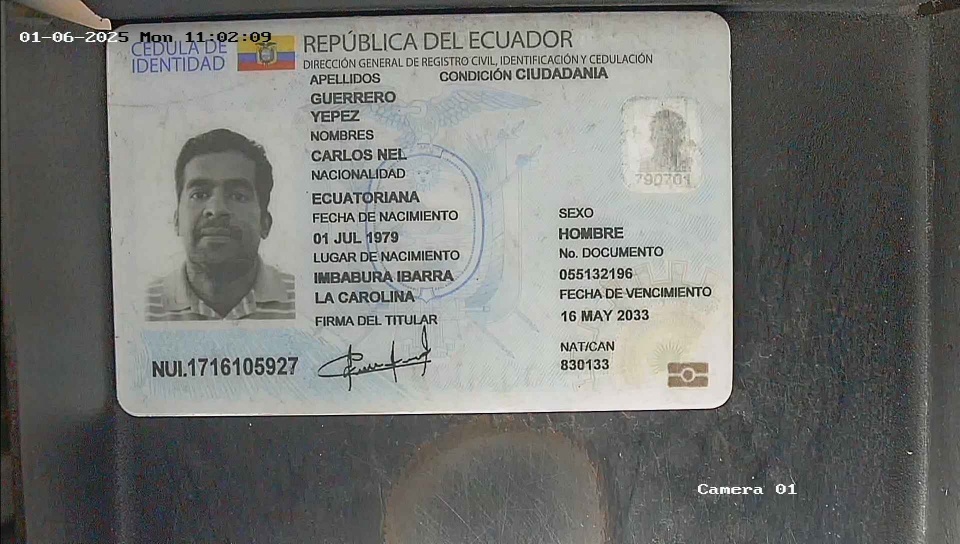 01-06-2025 Mon 11:02:09
CÉDULA DE
IDENTIDAD
REPÚBLICA DEL ECUADOR
DIRECCIÓN GENERAL DE REGISTRO CIVIL, IDENTIFICACIÓN Y CEDULACIÓN
APELLIDOS
CONDICIÓN CIUDADANIA
GUERRERO
YEPEZ
NOMBRES
CARLOS NEL
NACIONALIDAD
ECUATORIANA
FECHA DE NACIMIENTO
01 JUL 1979
LUGAR DE NACIMIENTO
IMBABURA IBARRA
LA CAROLINA
FIRMA DEL TITULAR
790701
SEXO
HOMBRE
No. DOCUMENTO
055132196
FECHA DE VENCIMIENTO
16 MAY 2033
NAT/CAN
830133
NUI.1716105927
Camera 01